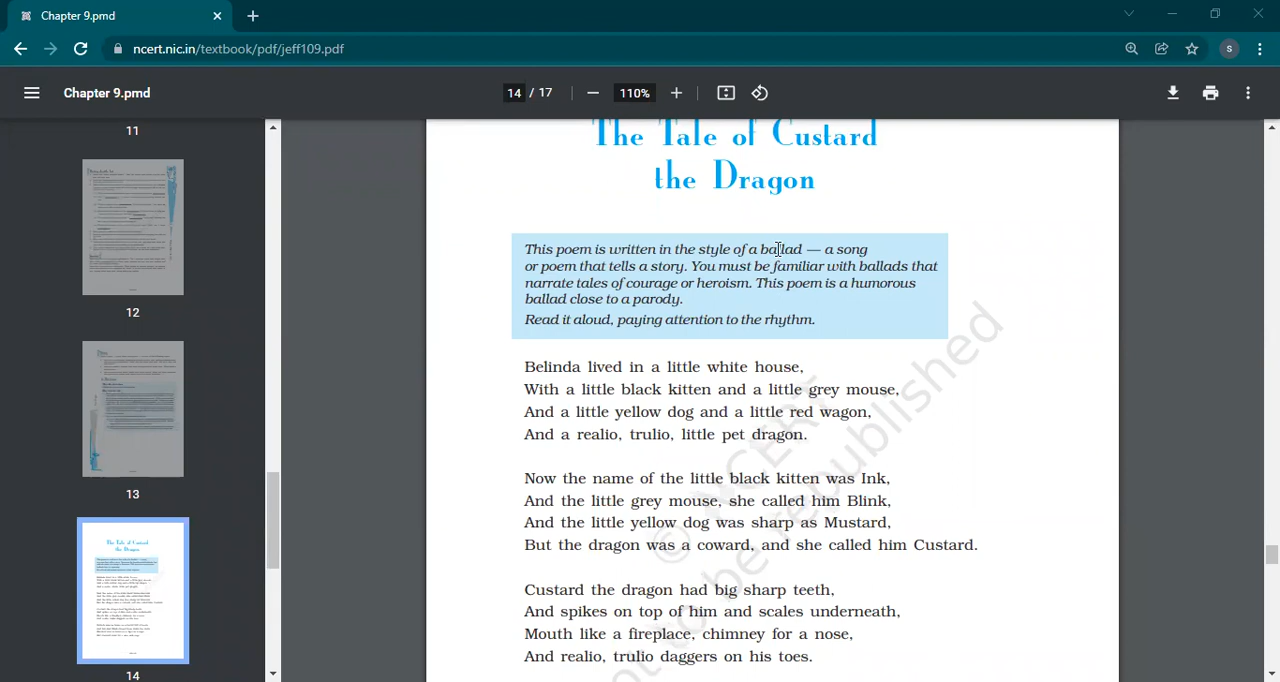 Chapter 9.pmd
ncert.nic.in/textbook/pdf/jeff109.pdf
S
Chapter 9.pmd
14 / 17
110%
11
12
13
14
The Tale of Custard
the Dragon
This poem is written in the style of a ballad — a song
or poem that tells a story. You must be familiar with ballads that
narrate tales of courage or heroism. This poem is a humorous
ballad close to a parody.
Read it aloud, paying attention to the rhythm.
Belinda lived in a little white house,
With a little black kitten and a little grey mouse,
And a little yellow dog and a little red wagon,
And a realio, trulio, little pet dragon.
Now the name of the little black kitten was Ink,
And the little grey mouse, she called him Blink,
And the little yellow dog was sharp as Mustard,
But the dragon was a coward, and she called him Custard.
Custard the dragon had big sharp teeth,
And spikes on top of him and scales underneath,
Mouth like a fireplace, chimney for a nose,
And realio, trulio daggers on his toes.
© NCERT
not to be republished